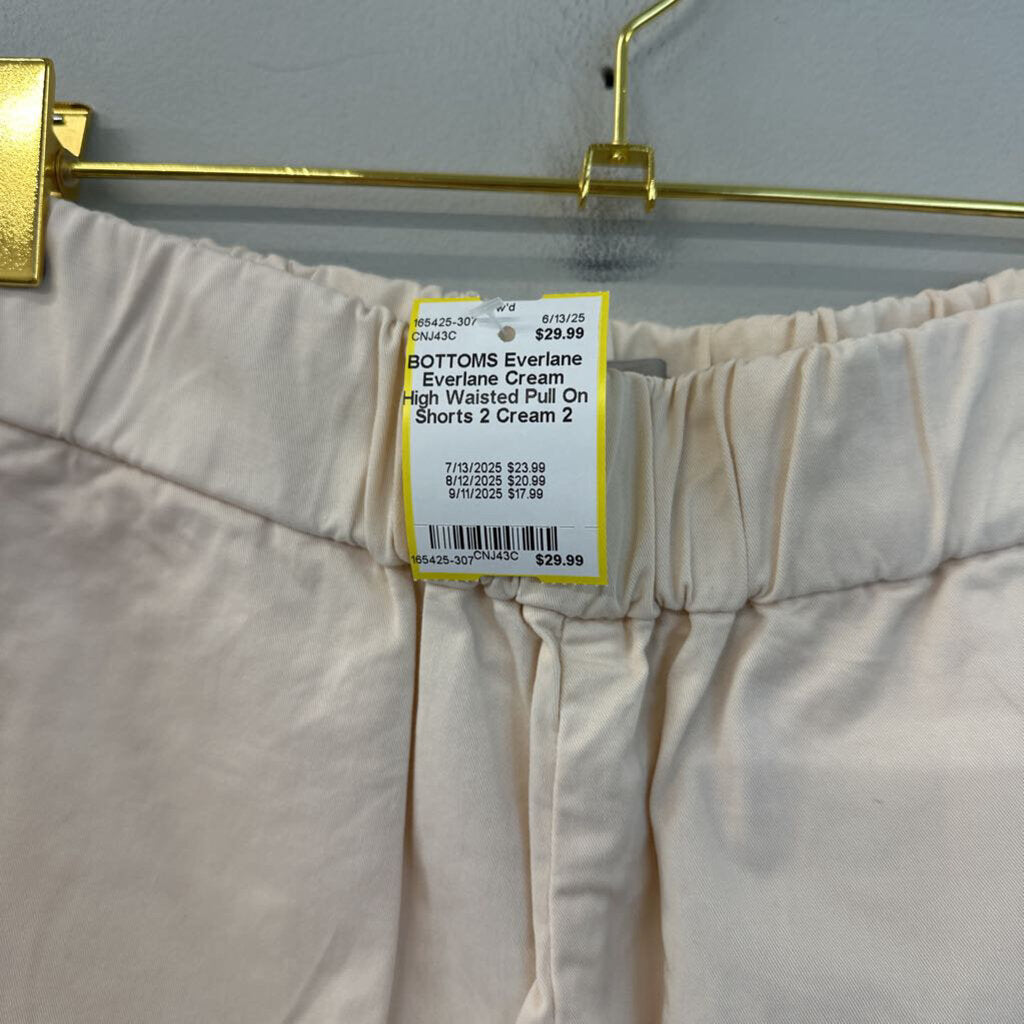 w'd
165425-307 6/13/25
CNJ43C $29.99
BOTTOMS Everlane
Everlane Cream
High Waisted Pull On
Shorts 2 Cream 2
7/13/2025 $23.99
8/12/2025 $20.99
9/11/2025 $17.99
165425-307 CNJ43C $29.99